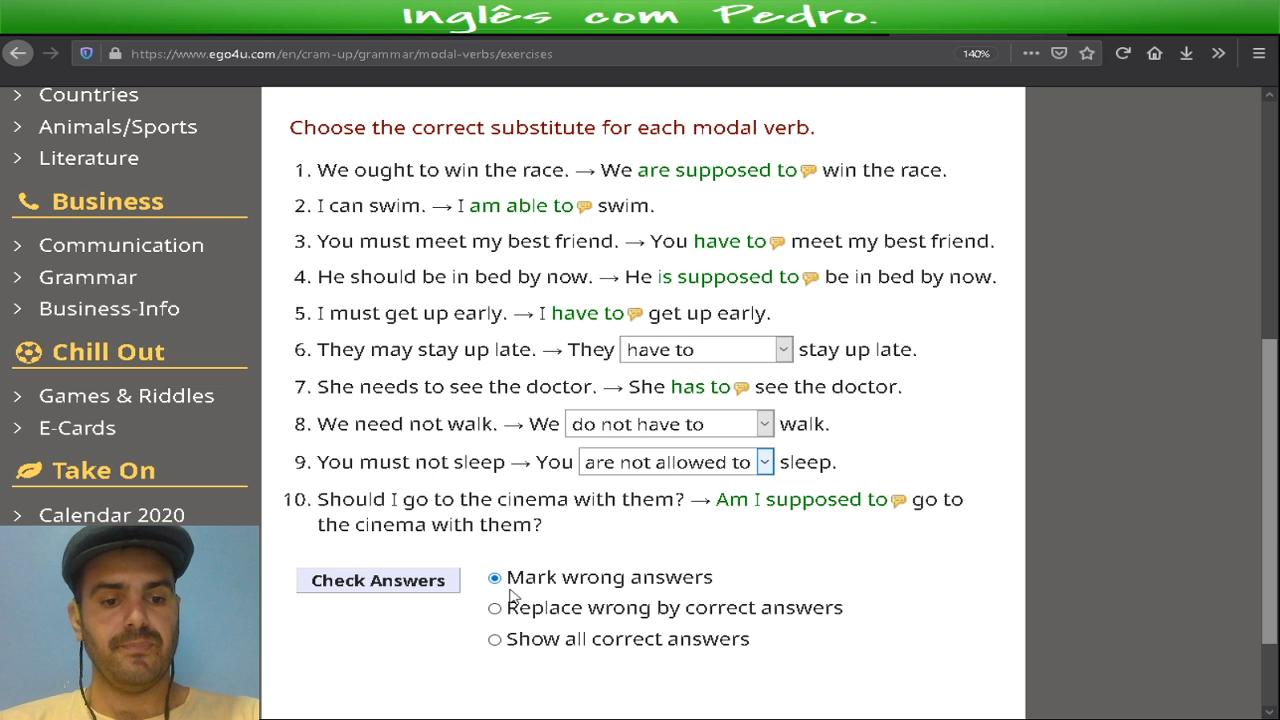 Inglês com Pedro.
https://www.ego4u.com/en/cram-up/grammar/modal-verbs/exercises
140%
Countries
Animals/Sports
Literature
Business
Communication
Grammar
Business-Info
Chill Out
Games & Riddles
E-Cards
Take On
Calendar 2020
Choose the correct substitute for each modal verb.
1. We ought to win the race. → We are supposed to win the race.
2. I can swim. → I am able to swim.
3. You must meet my best friend. → You have to meet my best friend.
4. He should be in bed by now. → He is supposed to be in bed by now.
5. I must get up early. → I have to get up early.
6. They may stay up late. → They have to stay up late.
7. She needs to see the doctor. → She has to see the doctor.
8. We need not walk. → We do not have to walk.
9. You must not sleep → You are not allowed to sleep.
10. Should I go to the cinema with them? → Am I supposed to go to
the cinema with them?
Check Answers
Mark wrong answers
Replace wrong by correct answers
Show all correct answers